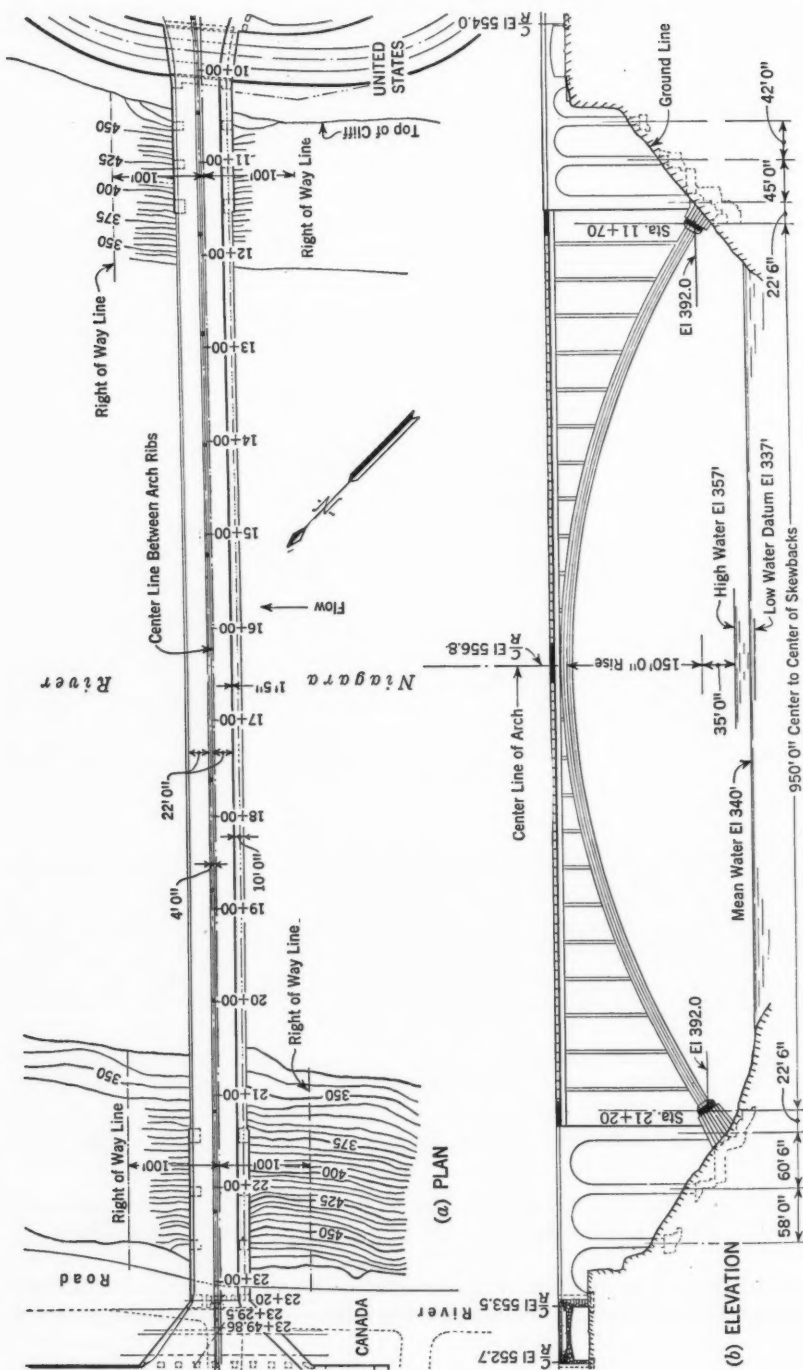 River
Niagara
Flow
Center Line Between Arch Ribs
Right of Way Line
Right of Way Line
Right of Way Line
Right of Way Line
Top of Cliff
UNITED
STATES
CANADA
Road
River
450
425
400
375
350
100'
100'
10+00
11+00
12+00
13+00
14+00
15+00
16+00
17+00
18+00
19+00
20+00
21+00
22+00
23+00
23+20
23+29.5
23+49.86
22' 0"
1' 5"
4' 0"
10' 0"
350
350
375
400
425
450
100'
100'
(a) PLAN
C/R El 552.7
C/R El 553.5
C/R El 556.8
C/R El 554.0
Center Line of Arch
Ground Line
Sta. 21+20
Sta. 11+70
El 392.0
El 392.0
150' 0" Rise
35' 0"
High Water El 357'
Low Water Datum El 337'
Mean Water El 340'
58' 0"
60' 6"
22' 6"
950' 0" Center to Center of Skewbacks
22' 6"
45' 0"
42' 0"
(b) ELEVATION